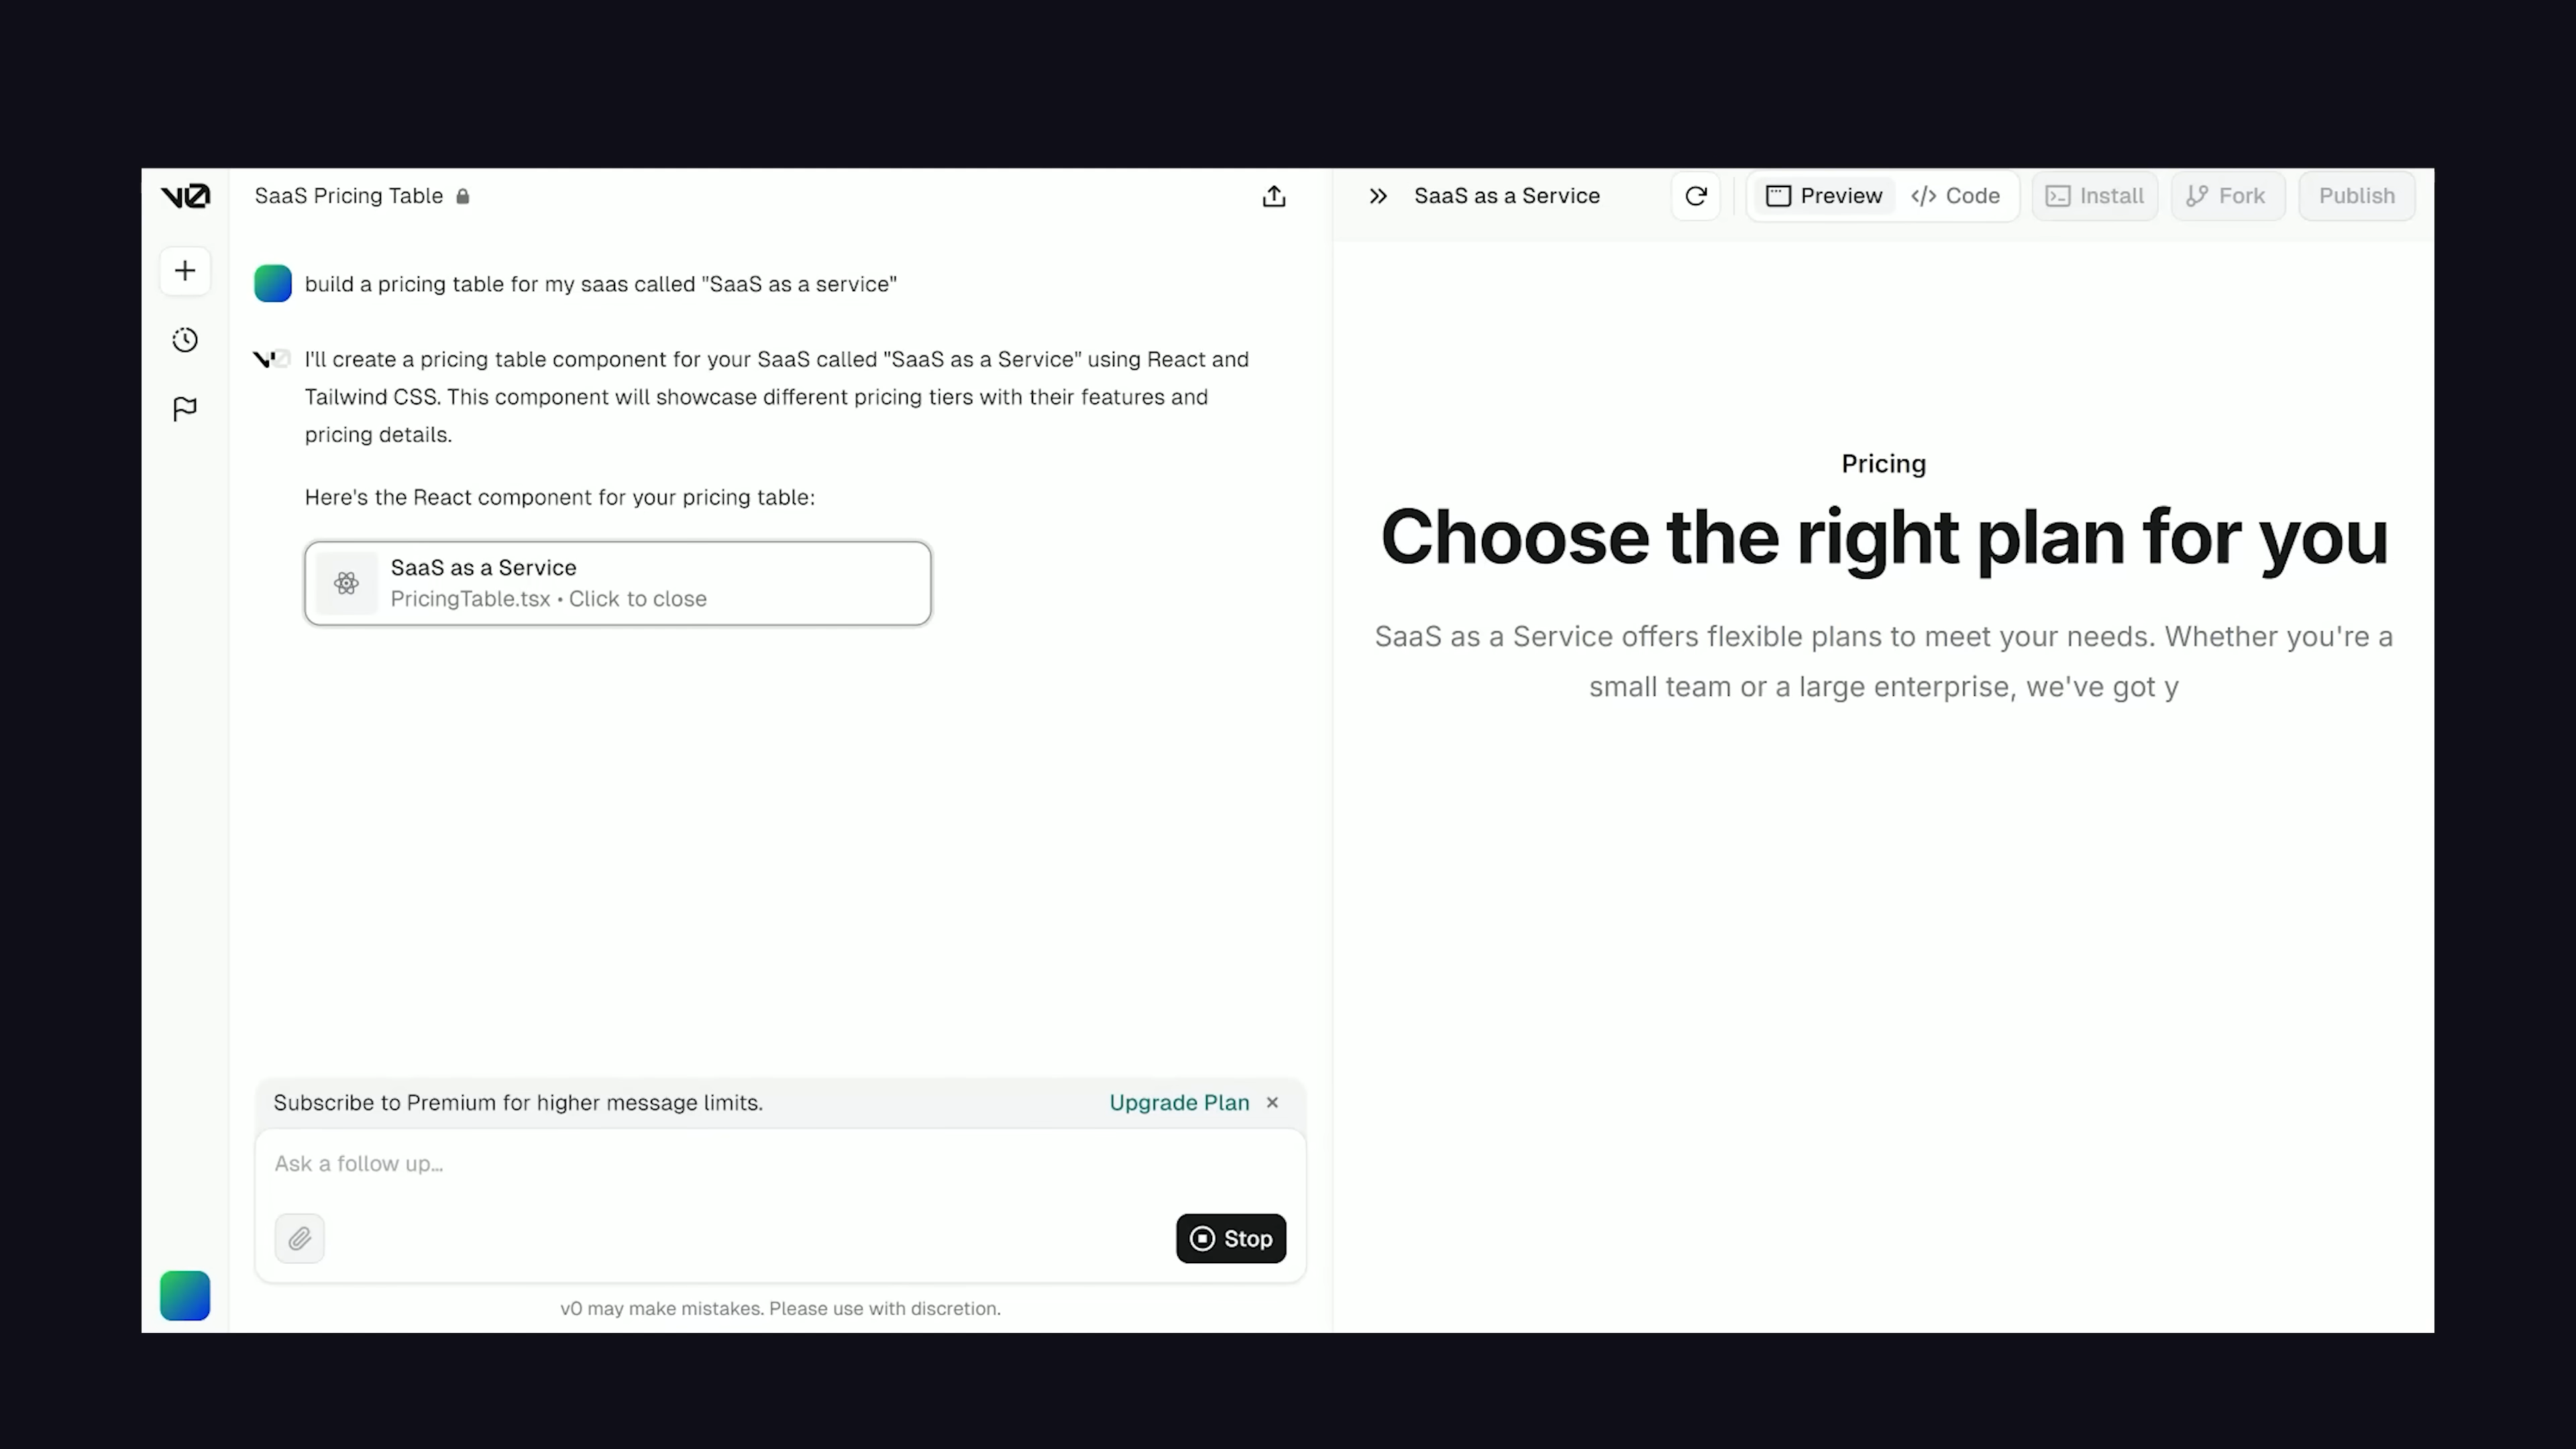 v0
SaaS Pricing Table
build a pricing table for my saas called "SaaS as a service"
I'll create a pricing table component for your SaaS called "SaaS as a Service" using React and
Tailwind CSS. This component will showcase different pricing tiers with their features and
pricing details.
Here's the React component for your pricing table:
SaaS as a Service
PricingTable.tsx • Click to close
Subscribe to Premium for higher message limits.
Upgrade Plan
Ask a follow up...
Stop
v0 may make mistakes. Please use with discretion.
SaaS as a Service
Preview
Code
Install
Fork
Publish
Pricing
Choose the right plan for you
SaaS as a Service offers flexible plans to meet your needs. Whether you're a
small team or a large enterprise, we've got y